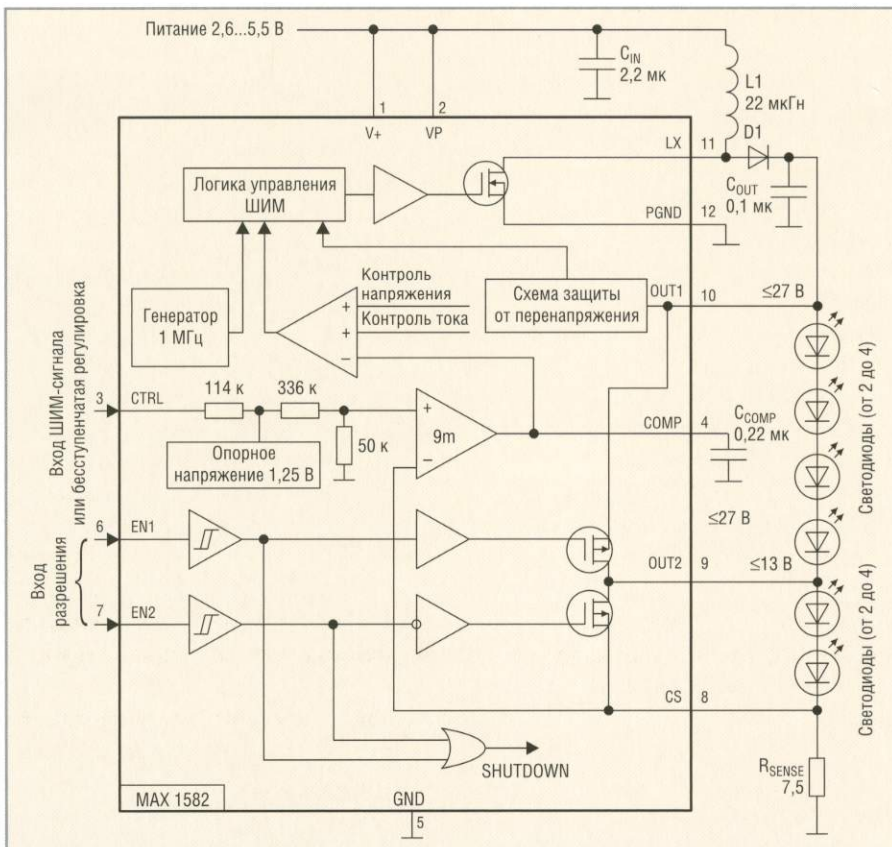 Питание 2,6...5,5 В
C_IN
2,2 мк
L1
22 мкГн
1
2
V+
VP
D1
LX
11
Логика управления
ШИМ
C_OUT
0,1 мк
PGND
12
Контроль
напряжения
Контроль тока
Схема защиты
от перенапряжения
OUT1
10
≤27 В
Генератор
1 МГц
+
+
−
Вход ШИМ-сигнала
или бесступенчатая регулировка
3
CTRL
114 к
336 к
50 к
Опорное
напряжение 1,25 В
+
9m
−
COMP
4
C_COMP
0,22 мк
Светодиоды (от 2 до 4)
≤27 В
Вход
разрешения
6
EN1
7
EN2
OUT2
9
≤13 В
Светодиоды (от 2 до 4)
CS
8
SHUTDOWN
R_SENSE
7,5
MAX 1582
GND
5